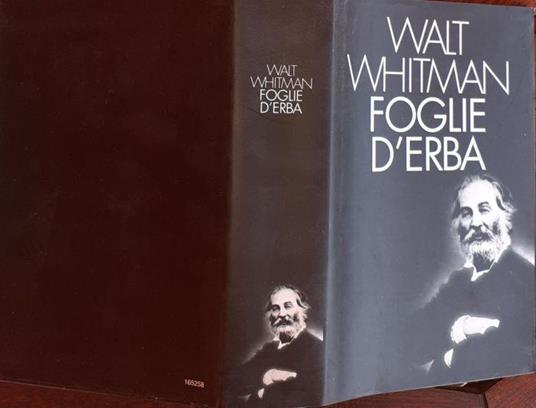 WALT
WHITMAN
FOGLIE
D'ERBA
WALT
WHITMAN
FOGLIE
D'ERBA
165258